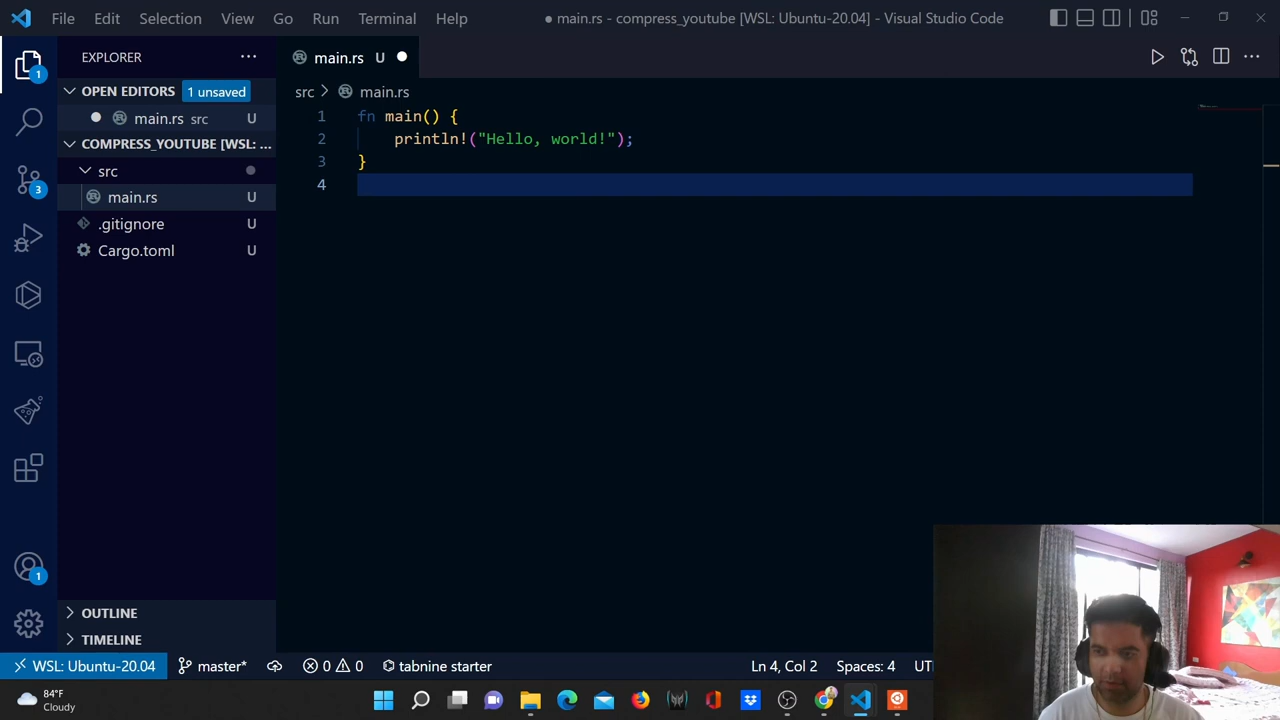 File Edit Selection View Go Run Terminal Help
● main.rs - compress_youtube [WSL: Ubuntu-20.04] - Visual Studio Code
EXPLORER
main.rs U
1
OPEN EDITORS 1 unsaved
main.rs src U
COMPRESS_YOUTUBE [WSL: ...
src
main.rs U
.gitignore U
Cargo.toml U
3
src > main.rs
1 fn main() {
2 println!("Hello, world!");
3 }
4
1
OUTLINE
TIMELINE
WSL: Ubuntu-20.04 master* 0 0 tabnine starter Ln 4, Col 2 Spaces: 4
84°F
Cloudy